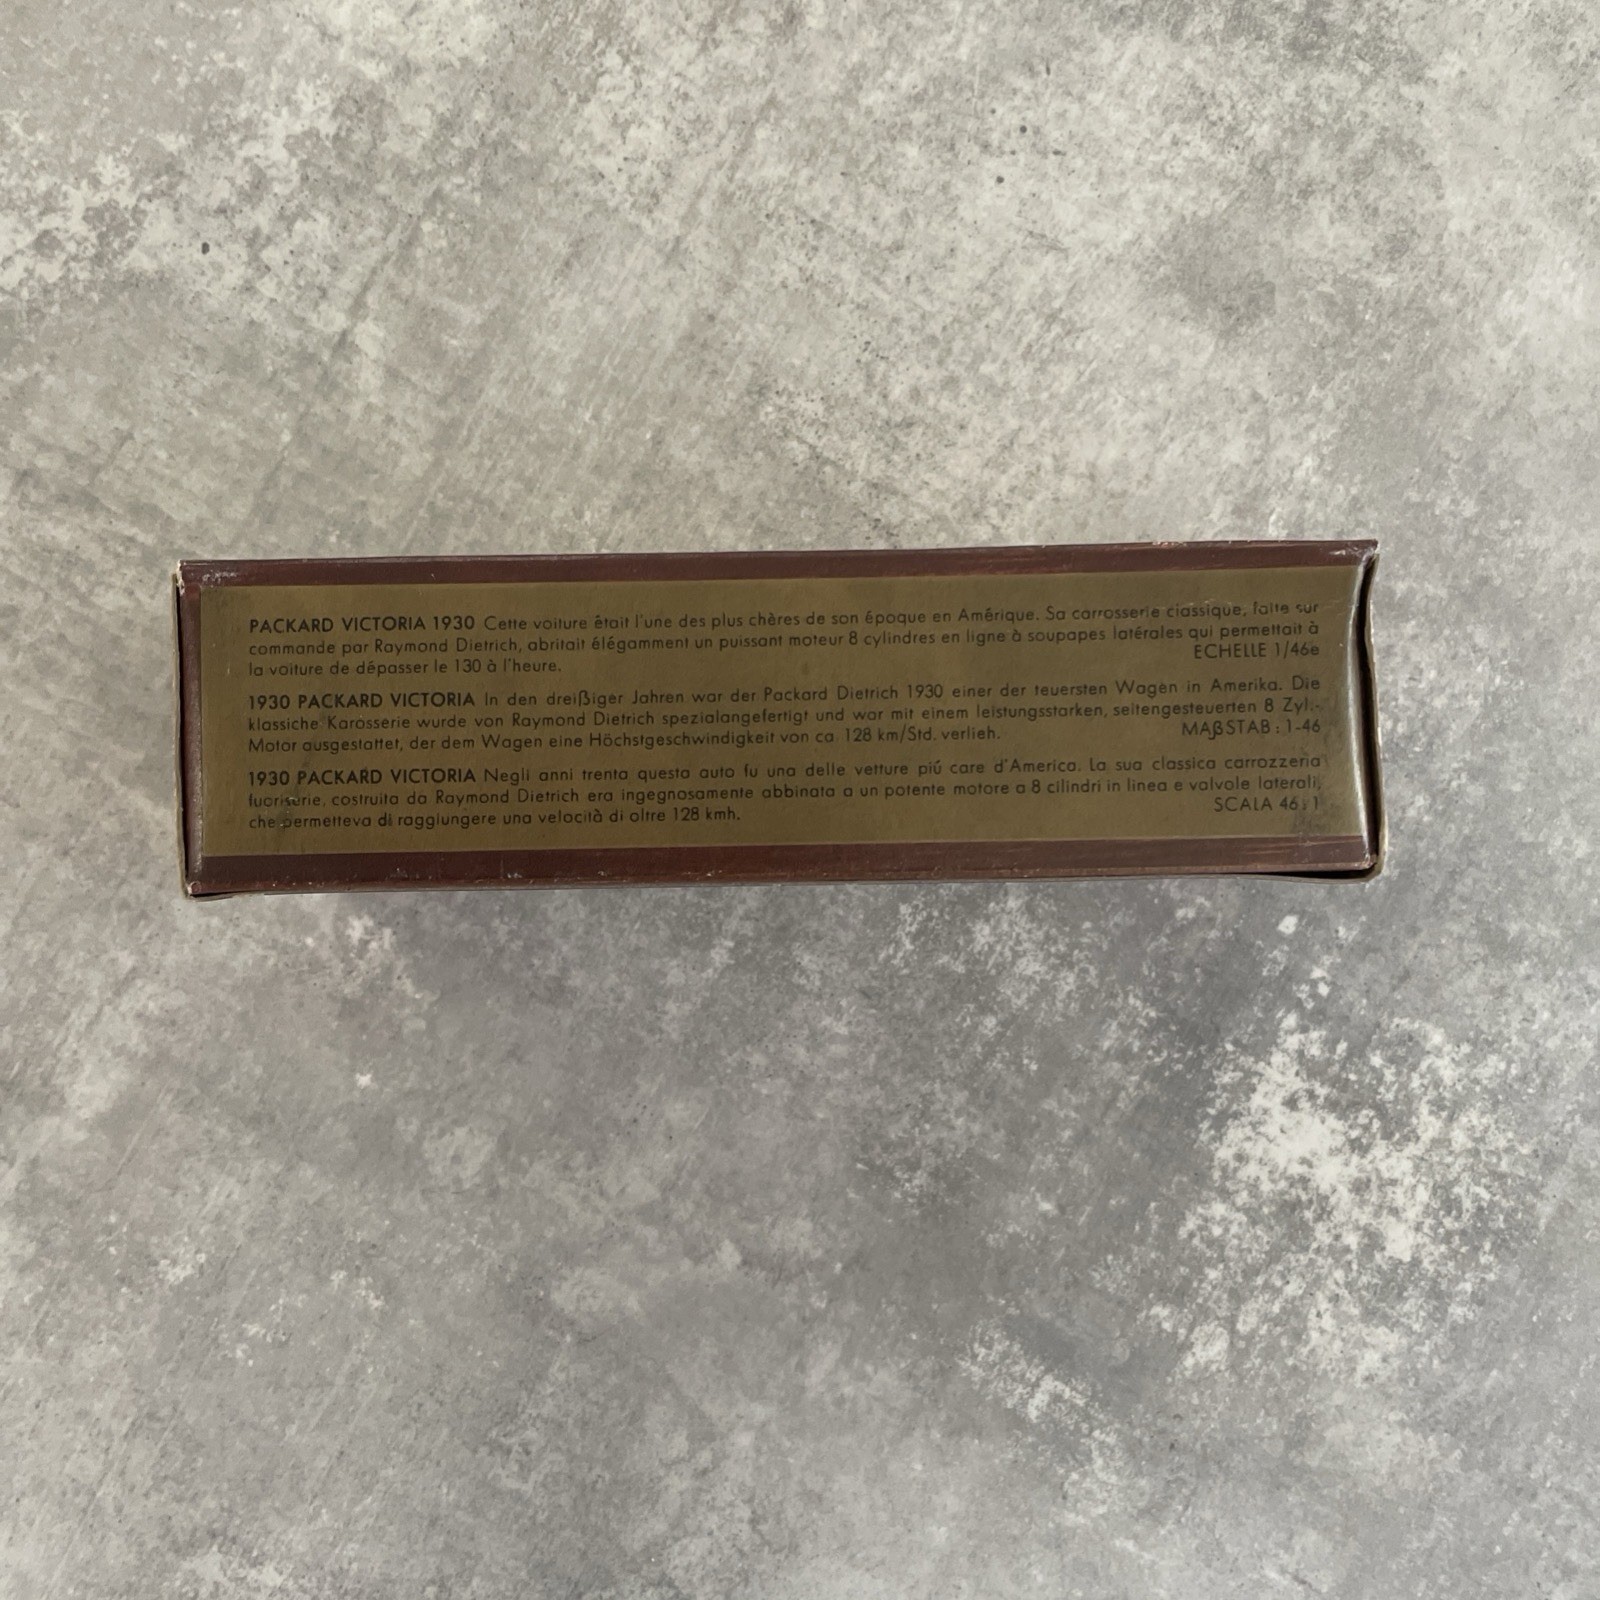 PACKARD VICTORIA 1930 Cette voiture était l'une des plus chères de son époque en Amérique. Sa carrosserie classique, faite sur
commande par Raymond Dietrich, abritait élégamment un puissant moteur 8 cylindres en ligne à soupapes latérales qui permettait à
la voiture de dépasser le 130 à l'heure. ECHELLE 1/46e
1930 PACKARD VICTORIA In den dreißiger Jahren war der Packard Dietrich 1930 einer der teuersten Wagen in Amerika. Die
klassiche Karosserie wurde von Raymond Dietrich spezialangefertigt und war mit einem leistungsstarken, seitengesteuerten 8 Zyl.-
Motor ausgestattet, der dem Wagen eine Höchstgeschwindigkeit von ca. 128 km/Std. verlieh. MAßSTAB: 1-46
1930 PACKARD VICTORIA Negli anni trenta questa auto fu una delle vetture piú care d'America. La sua classica carrozzeria
fuoriserie, costruita da Raymond Dietrich era ingegnosamente abbinata a un potente motore a 8 cilindri in linea e valvole laterali,
che permetteva di raggiungere una velocità di oltre 128 kmh. SCALA 46:1